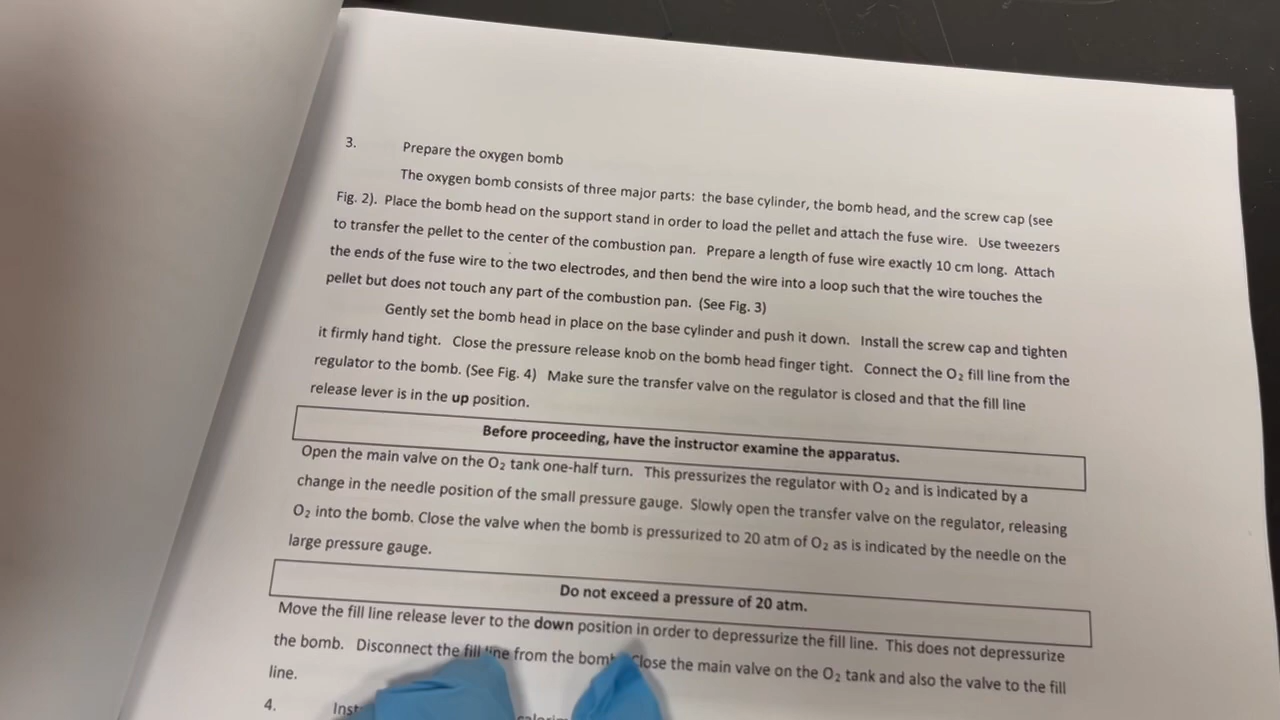 3. Prepare the oxygen bomb
The oxygen bomb consists of three major parts: the base cylinder, the bomb head, and the screw cap (see
Fig. 2). Place the bomb head on the support stand in order to load the pellet and attach the fuse wire. Use tweezers
to transfer the pellet to the center of the combustion pan. Prepare a length of fuse wire exactly 10 cm long. Attach
the ends of the fuse wire to the two electrodes, and then bend the wire into a loop such that the wire touches the
pellet but does not touch any part of the combustion pan. (See Fig. 3)
Gently set the bomb head in place on the base cylinder and push it down. Install the screw cap and tighten
it firmly hand tight. Close the pressure release knob on the bomb head finger tight. Connect the O₂ fill line from the
regulator to the bomb. (See Fig. 4) Make sure the transfer valve on the regulator is closed and that the fill line
release lever is in the up position.
Before proceeding, have the instructor examine the apparatus.
Open the main valve on the O₂ tank one-half turn. This pressurizes the regulator with O₂ and is indicated by a
change in the needle position of the small pressure gauge. Slowly open the transfer valve on the regulator, releasing
O₂ into the bomb. Close the valve when the bomb is pressurized to 20 atm of O₂ as is indicated by the needle on the
large pressure gauge.
Do not exceed a pressure of 20 atm.
Move the fill line release lever to the down position in order to depressurize the fill line. This does not depressurize
the bomb. Disconnect the fill line from the bomb. Close the main valve on the O₂ tank and also the valve to the fill
line.
4.